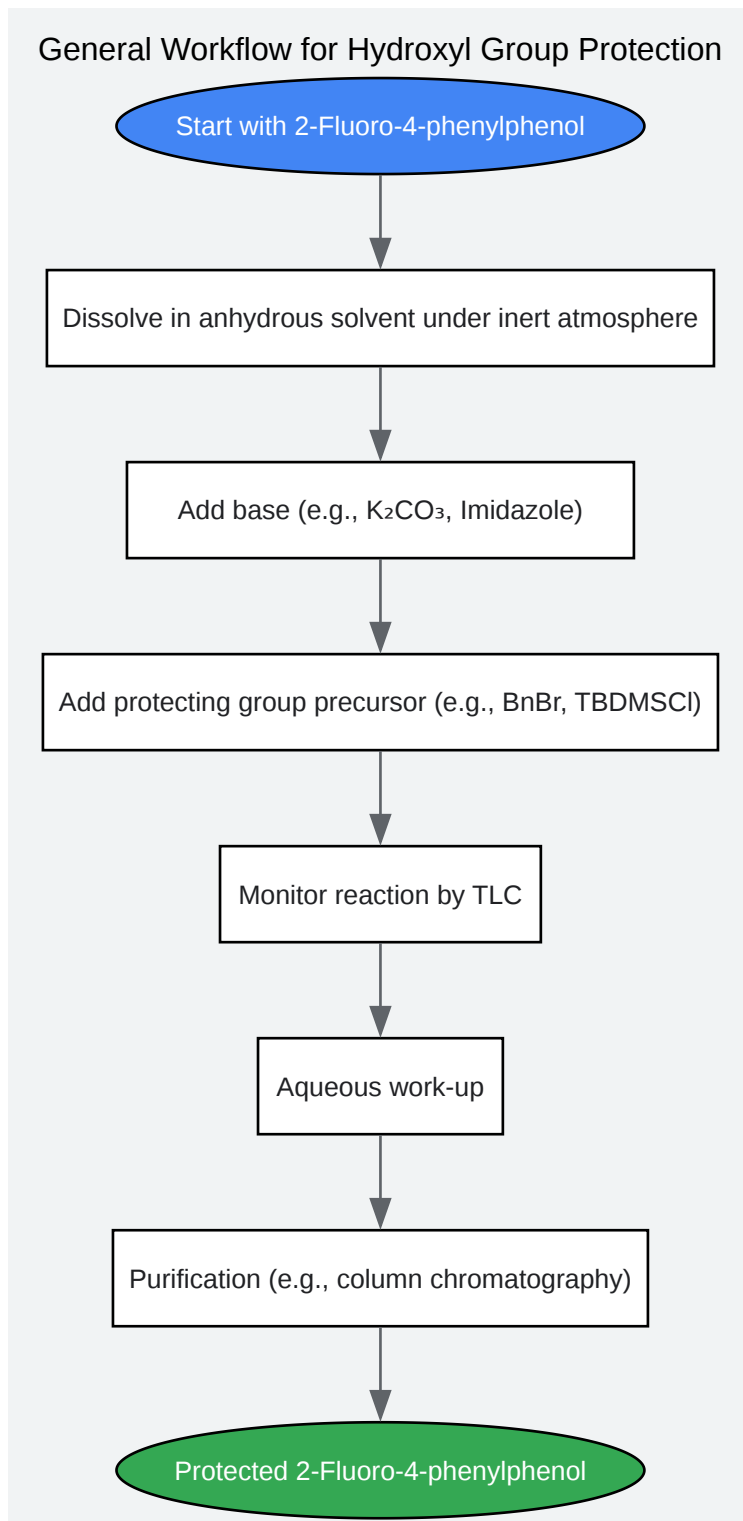 General Workflow for Hydroxyl Group Protection
Start with 2-Fluoro-4-phenylphenol
Dissolve in anhydrous solvent under inert atmosphere
Add base (e.g., K₂CO₃, Imidazole)
Add protecting group precursor (e.g., BnBr, TBDMSCl)
Monitor reaction by TLC
Aqueous work-up
Purification (e.g., column chromatography)
Protected 2-Fluoro-4-phenylphenol